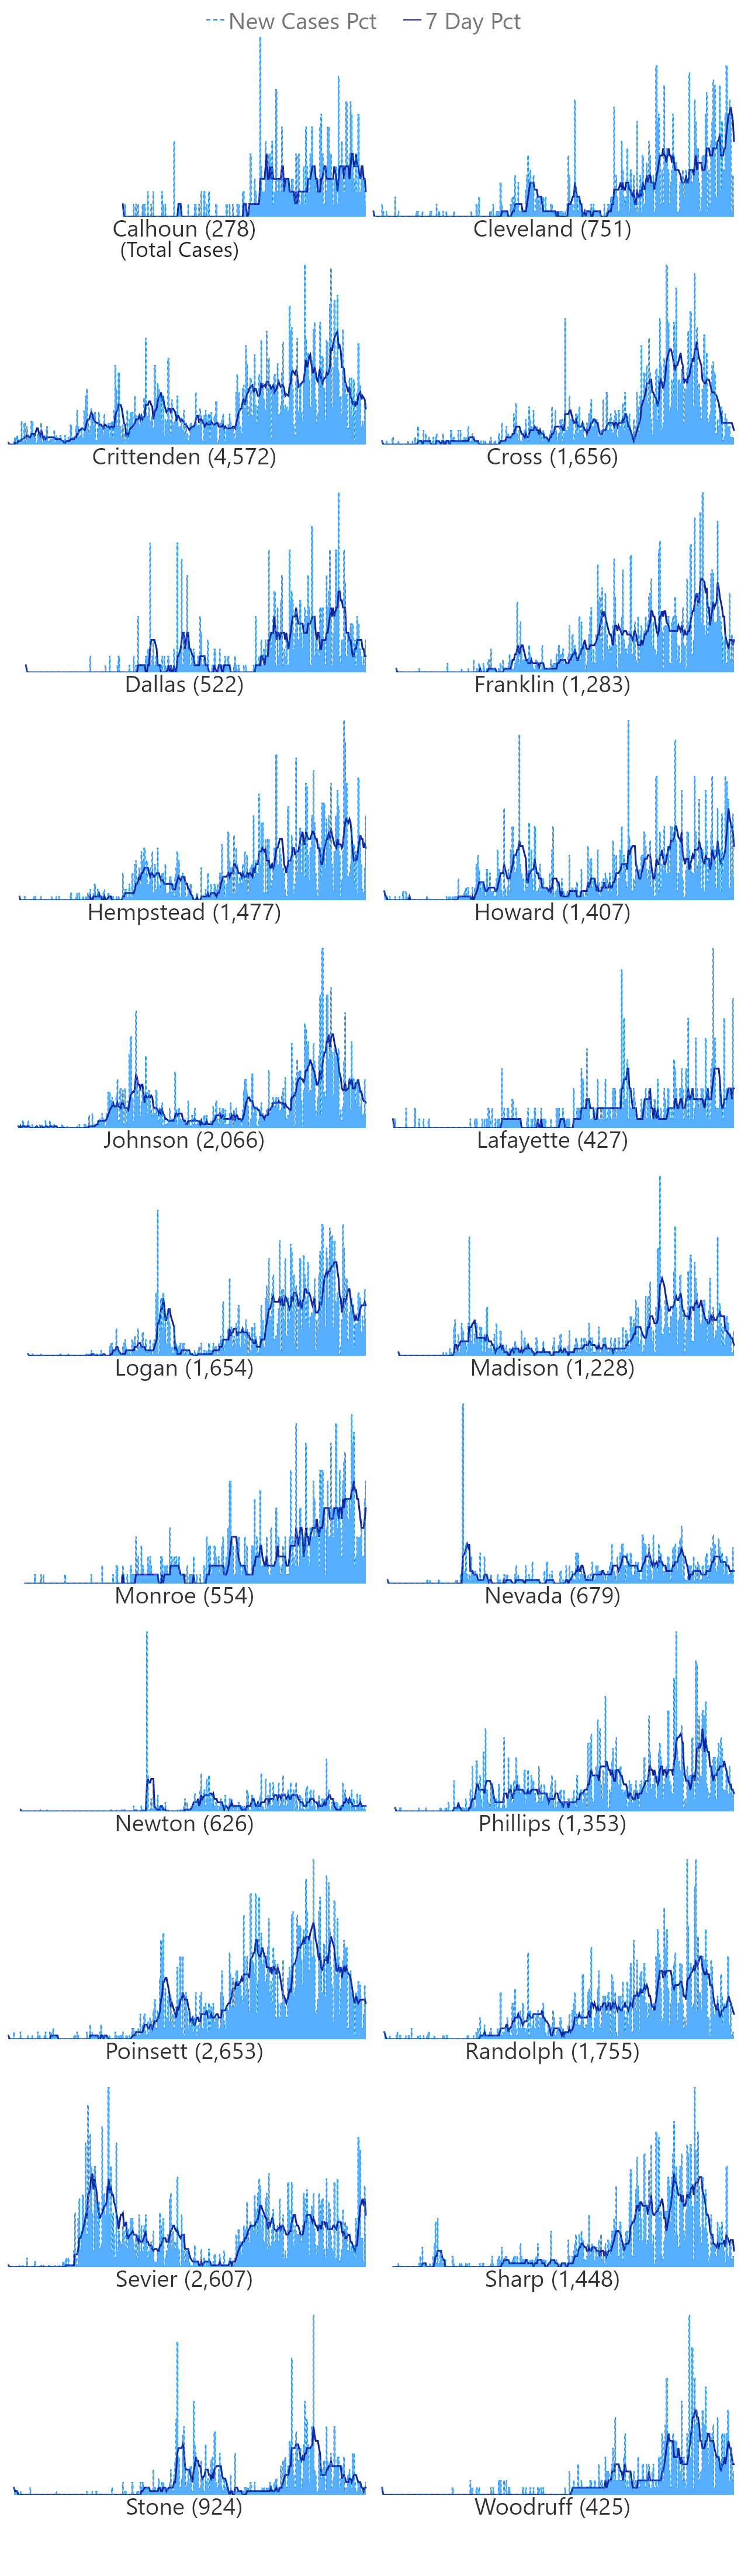 New Cases Pct 7 Day Pct
Calhoun (278) Cleveland (751)
(Total Cases)
Crittenden (4,572) Cross (1,656)
Dallas (522) Franklin (1,283)
Hempstead (1,477) Howard (1,407)
Johnson (2,066) Lafayette (427)
Logan (1,654) Madison (1,228)
Monroe (554) Nevada (679)
Newton (626) Phillips (1,353)
Poinsett (2,653) Randolph (1,755)
Sevier (2,607) Sharp (1,448)
Stone (924) Woodruff (425)